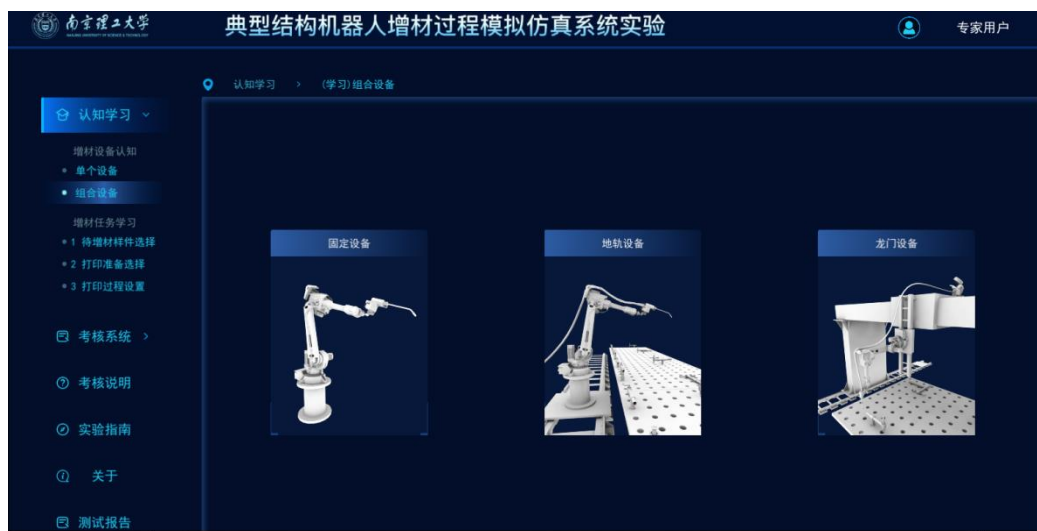 南京理工大学
NANJING UNIVERSITY OF SCIENCE & TECHNOLOGY
典型结构机器人增材过程模拟仿真系统实验
专家用户
认知学习 > (学习)组合设备
认知学习
增材设备认知
单个设备
组合设备
增材任务学习
1 待增材样件选择
2 打印准备选择
3 打印过程设置
考核系统 >
考核说明
实验指南
关于
测试报告
固定设备
地轨设备
龙门设备